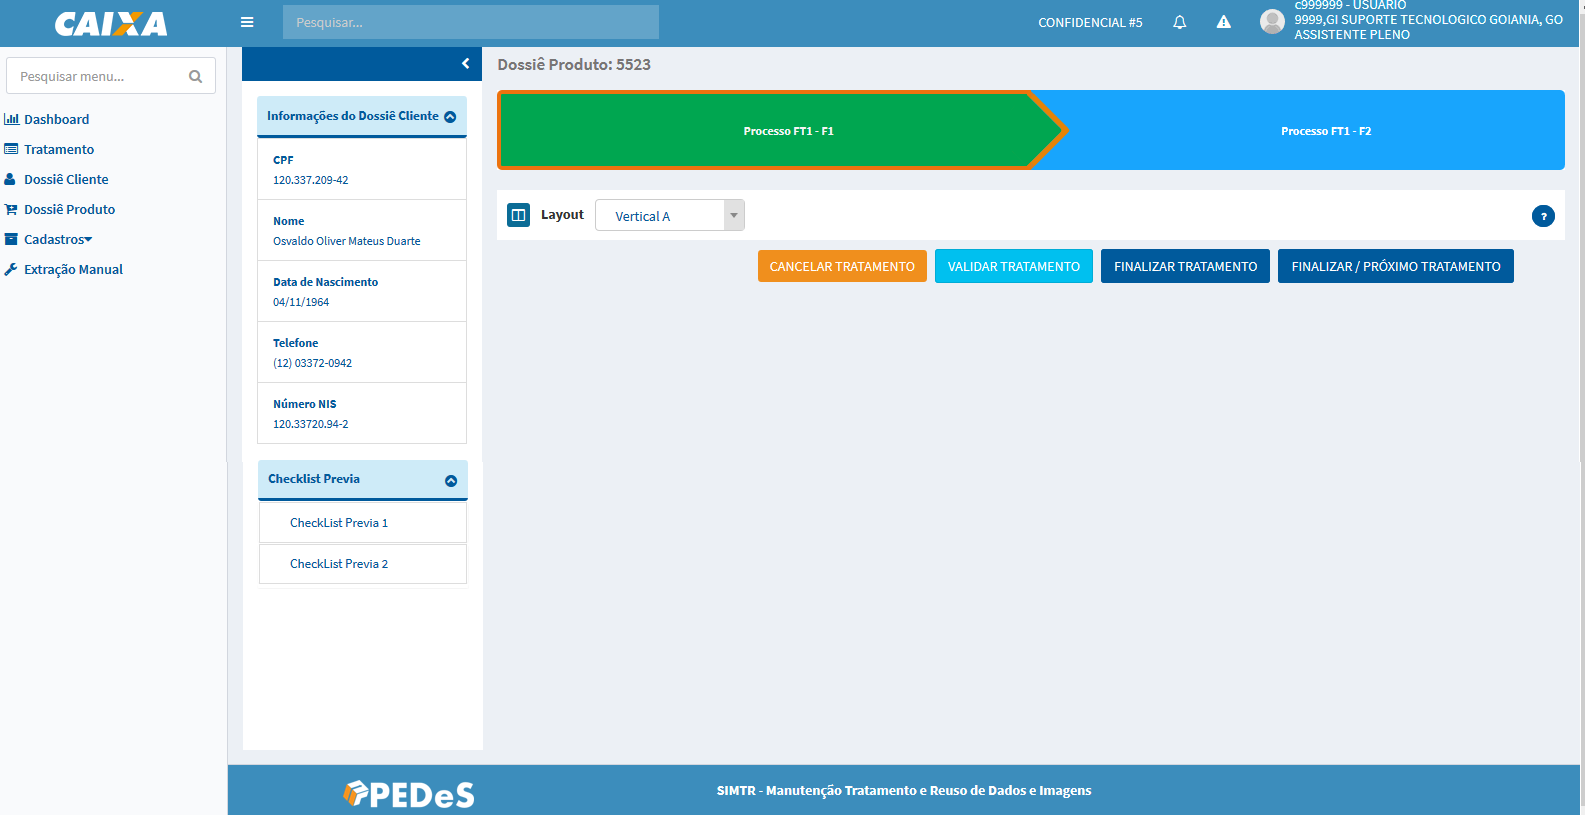 CAIXA
Pesquisar...
CONFIDENCIAL #5
c999999 - USUARIO
9999,GI SUPORTE TECNOLOGICO GOIANIA, GO
ASSISTENTE PLENO
Pesquisar menu...
Dashboard
Tratamento
Dossiê Cliente
Dossiê Produto
Cadastros
Extração Manual
Informações do Dossiê Cliente
CPF
120.337.209-42
Nome
Osvaldo Oliver Mateus Duarte
Data de Nascimento
04/11/1964
Telefone
(12) 03372-0942
Número NIS
120.33720.94-2
Checklist Previa
CheckList Previa 1
CheckList Previa 2
Dossiê Produto: 5523
Processo FT1 - F1
Processo FT1 - F2
Layout
Vertical A
?
CANCELAR TRATAMENTO
VALIDAR TRATAMENTO
FINALIZAR TRATAMENTO
FINALIZAR / PRÓXIMO TRATAMENTO
PEDeS
SIMTR - Manutenção Tratamento e Reuso de Dados e Imagens